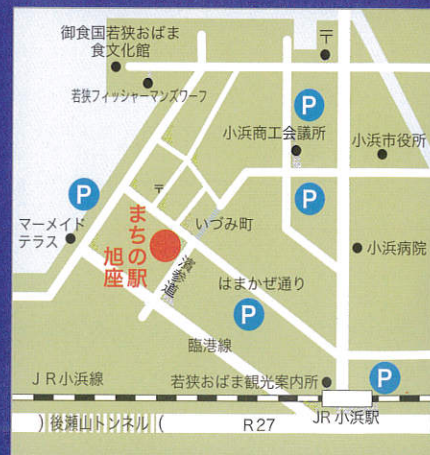 御食国若狭おばま
食文化館
〒
若狭フィッシャーマンズワーフ
P
小浜商工会議所
小浜市役所
P
〒
P
マーメイド
テラス
いづみ町
まちの駅
旭座
濱参道
小浜病院
はまかぜ通り
P
臨港線
JR小浜線
若狭おばま観光案内所
P
)後瀬山トンネル(
R27
JR小浜駅